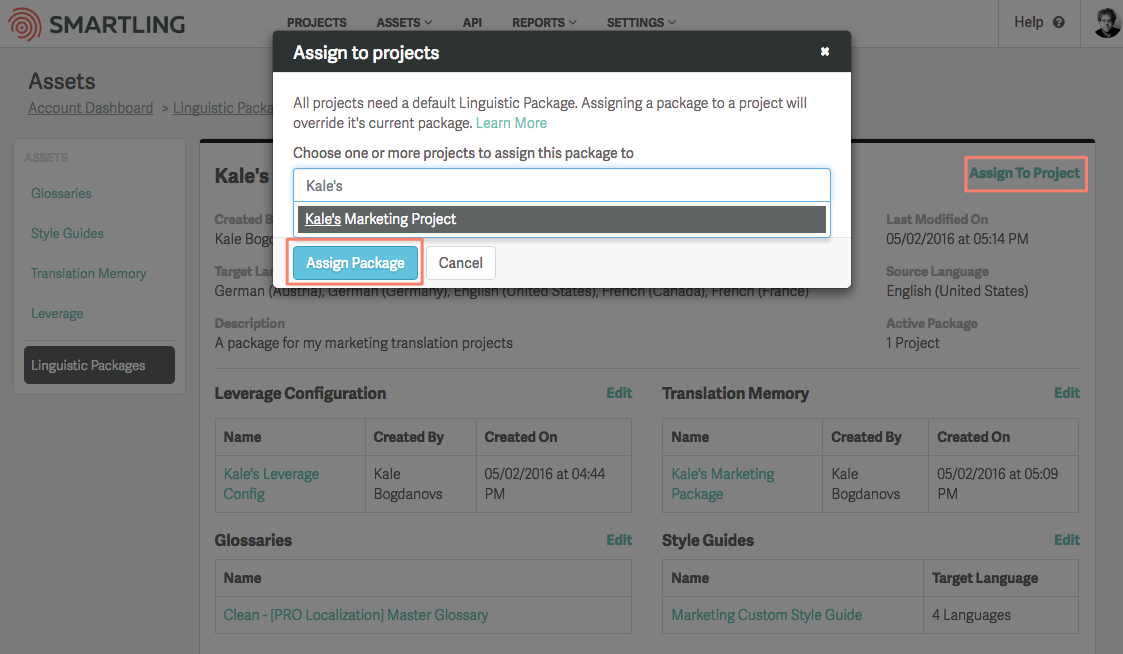 SMARTLING
PROJECTS ASSETS API REPORTS SETTINGS Help ?
Assign to projects
Assets
Account Dashboard > Linguistic Packa
All projects need a default Linguistic Package. Assigning a package to a project will
override it's current package. Learn More
Choose one or more projects to assign this package to
Kale's
Kale's Marketing Project
Assign Package Cancel
ASSETS
Glossaries
Style Guides
Translation Memory
Leverage
Linguistic Packages
Kale's
Assign To Project
Created B
Kale Bogd
Last Modified On
05/02/2016 at 05:14 PM
Target Lan
German (Austria), German (Germany), English (United States), French (Canada), French (France)
Source Language
English (United States)
Description
A package for my marketing translation projects
Active Package
1 Project
Leverage Configuration Edit
Name Created By Created On
Kale's Leverage Kale 05/02/2016 at 04:44
Config Bogdanovs PM
Translation Memory Edit
Name Created By Created On
Kale's Marketing Kale 05/02/2016 at 05:09
Package Bogdanovs PM
Glossaries Edit
Name
Clean - [PRO Localization] Master Glossary
Style Guides Edit
Name Target Language
Marketing Custom Style Guide 4 Languages